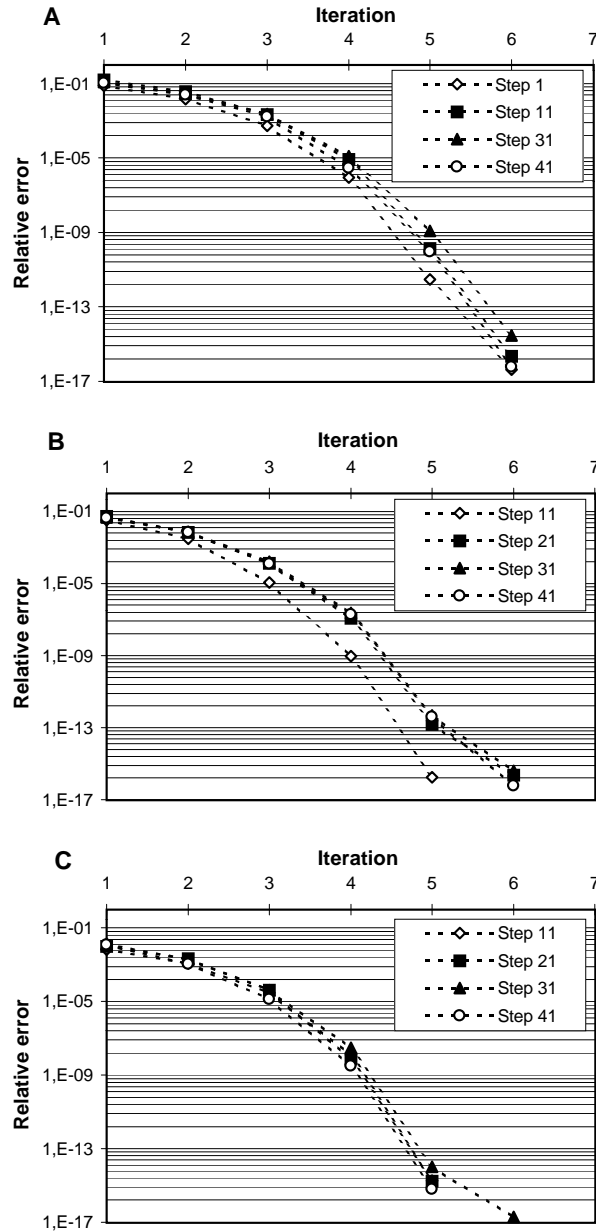 A
Iteration
1 2 3 4 5 6 7
1,E-01
1,E-05
1,E-09
1,E-13
1,E-17
Relative error
Step 1
Step 11
Step 31
Step 41
B
Iteration
1 2 3 4 5 6 7
1,E-01
1,E-05
1,E-09
1,E-13
1,E-17
Relative error
Step 11
Step 21
Step 31
Step 41
C
Iteration
1 2 3 4 5 6 7
1,E-01
1,E-05
1,E-09
1,E-13
1,E-17
Relative error
Step 11
Step 21
Step 31
Step 41